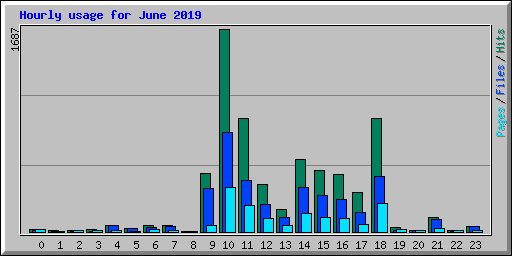 Hourly usage for June 2019
1687
Pages/Files/Hits
0 1 2 3 4 5 6 7 8 9 10 11 12 13 14 15 16 17 18 19 20 21 22 23